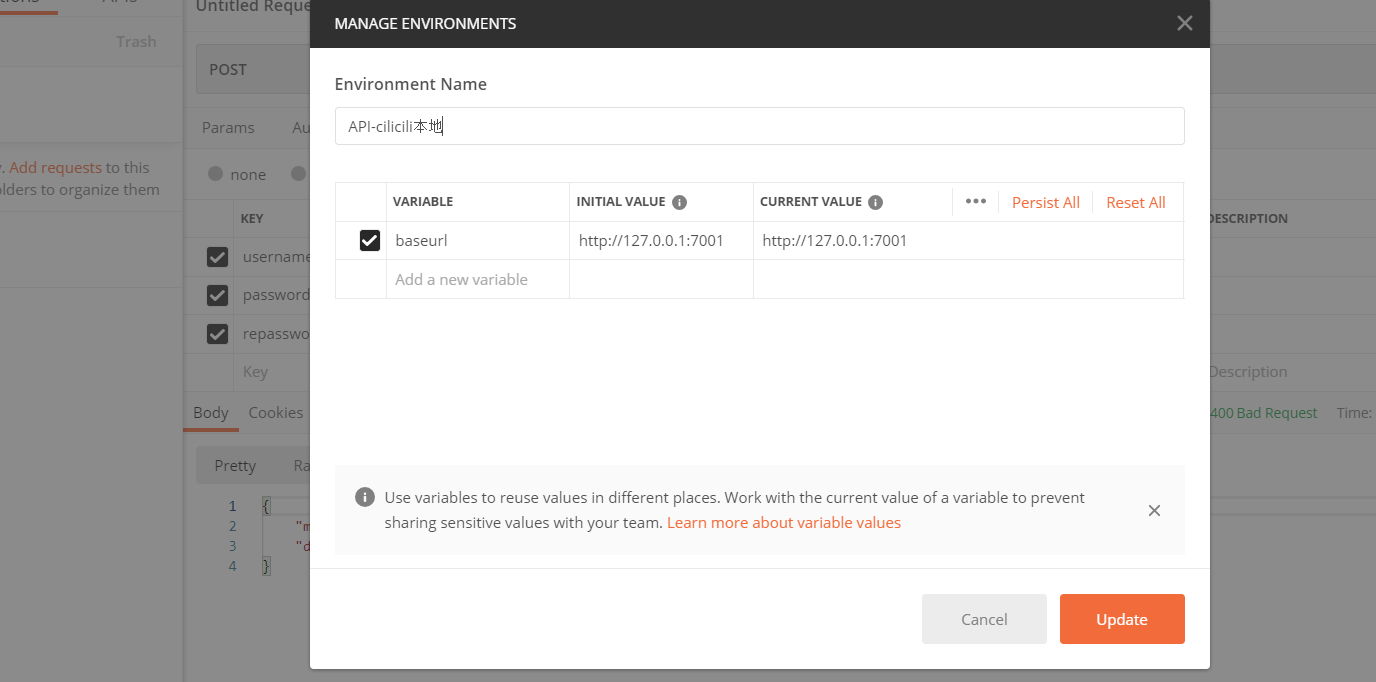 Untitled Reque
MANAGE ENVIRONMENTS
Trash
POST
Environment Name
API-cilicili本地
Params Au
. Add requests to this
olders to organize them
none
KEY
DESCRIPTION
VARIABLE INITIAL VALUE CURRENT VALUE ••• Persist All Reset All
baseurl http://127.0.0.1:7001 http://127.0.0.1:7001
Add a new variable
username
password
repasswo
Key
Description
Body Cookies
400 Bad Request Time:
Pretty Ra
Use variables to reuse values in different places. Work with the current value of a variable to prevent
sharing sensitive values with your team. Learn more about variable values
1 {
2 "m
3 "d
4 }
Cancel Update